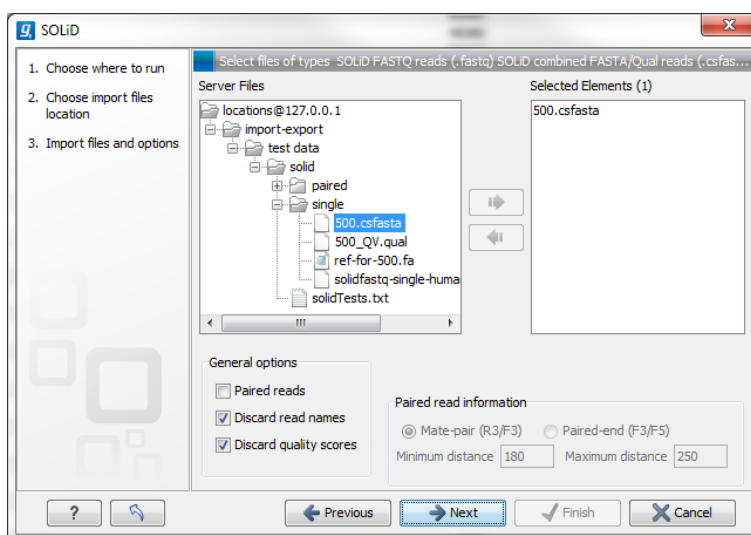 SOLiD
1. Choose where to run
2. Choose import files
location
3. Import files and options
Select files of types SOLiD FASTQ reads (.fastq) SOLiD combined FASTA/Qual reads (.csfas...
Server Files
locations@127.0.0.1
import-export
test data
solid
paired
single
500.csfasta
500_QV.qual
ref-for-500.fa
solidfastq-single-huma
solidTests.txt
Selected Elements (1)
500.csfasta
General options
Paired reads
Discard read names
Discard quality scores
Paired read information
Mate-pair (R3/F3) Paired-end (F3/F5)
Minimum distance 180 Maximum distance 250
? Previous Next Finish Cancel